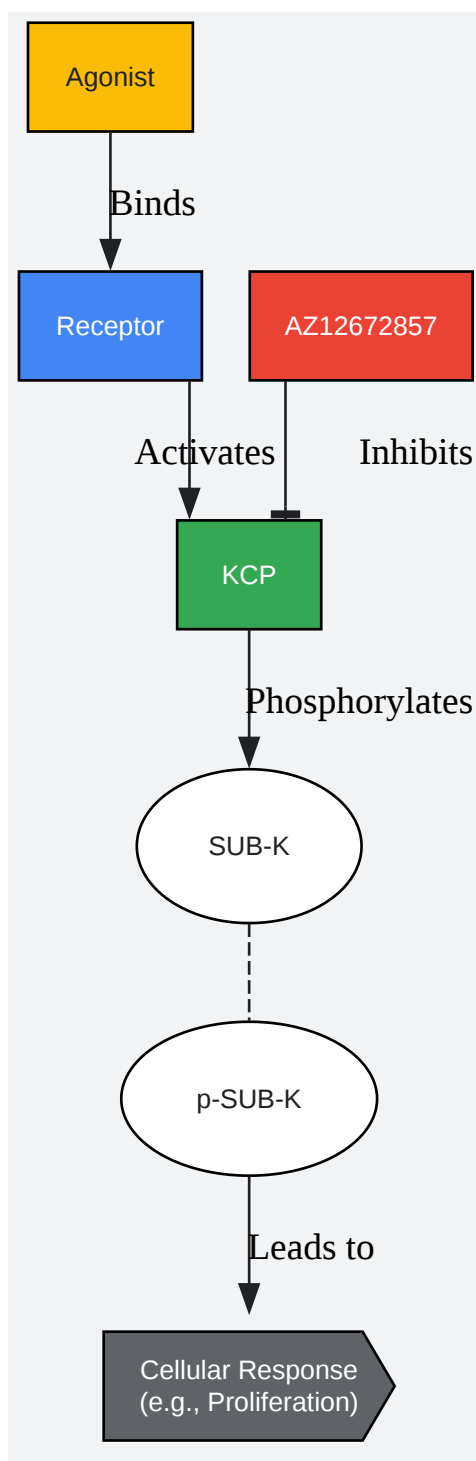 Agonist
Binds
Receptor
AZ12672857
Activates
Inhibits
KCP
Phosphorylates
SUB-K
p-SUB-K
Leads to
Cellular Response
(e.g., Proliferation)